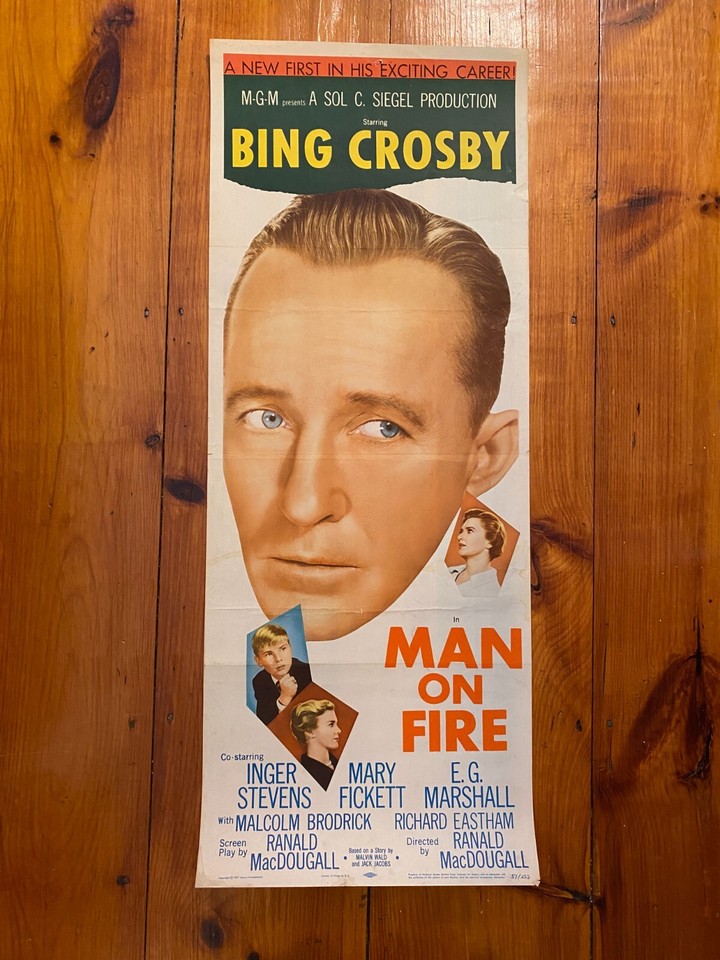 A NEW FIRST IN HIS EXCITING CAREER!
M-G-M presents A SOL C. SIEGEL PRODUCTION
Starring
BING CROSBY
In
MAN
ON
FIRE
Co-starring
INGER STEVENS
MARY FICKETT
E.G. MARSHALL
With MALCOLM BRODRICK RICHARD EASTHAM
Screen Play by RANALD MacDOUGALL • Based on a Story by MALVIN WALD and JACK JACOBS • Directed by RANALD MacDOUGALL
57/222